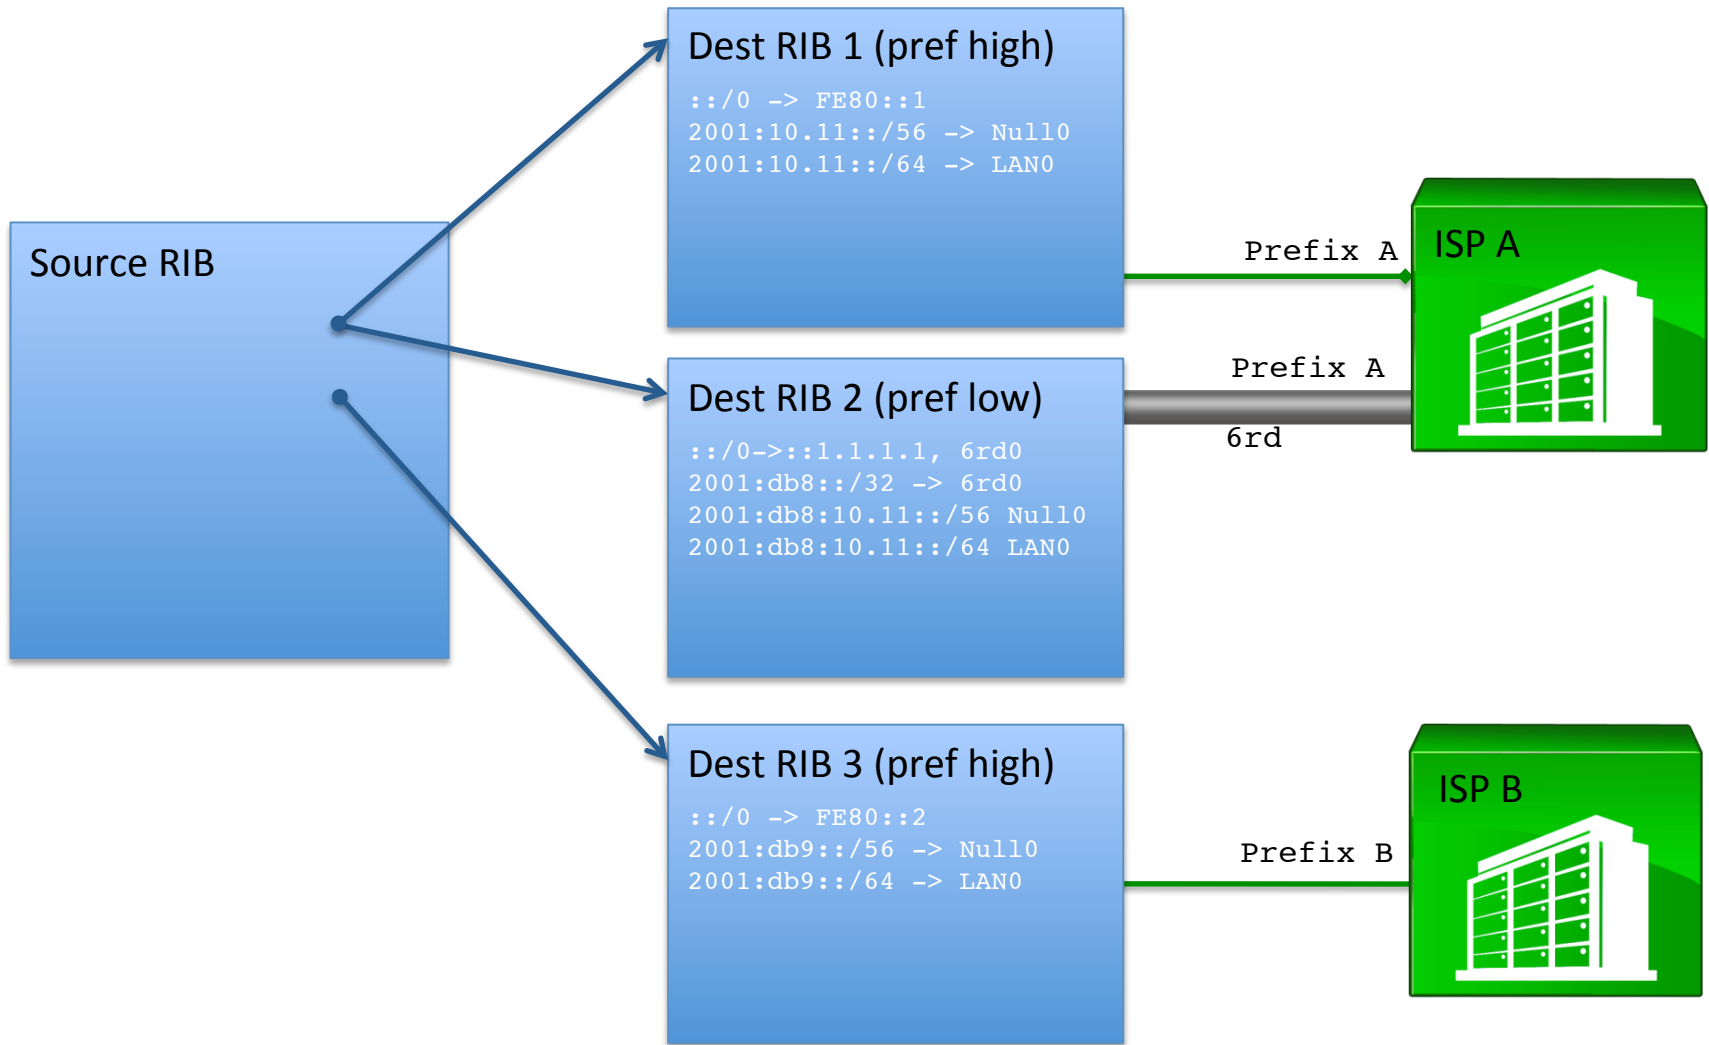 Source RIB
Dest RIB 1 (pref high)
::/0 -> FE80::1
2001:10.11::/56 -> Null0
2001:10.11::/64 -> LAN0
Prefix A
ISP A
Dest RIB 2 (pref low)
::/0->::1.1.1.1, 6rd0
2001:db8::/32 -> 6rd0
2001:db8:10.11::/56 Null0
2001:db8:10.11::/64 LAN0
Prefix A
6rd
Dest RIB 3 (pref high)
::/0 -> FE80::2
2001:db9::/56 -> Null0
2001:db9::/64 -> LAN0
Prefix B
ISP B